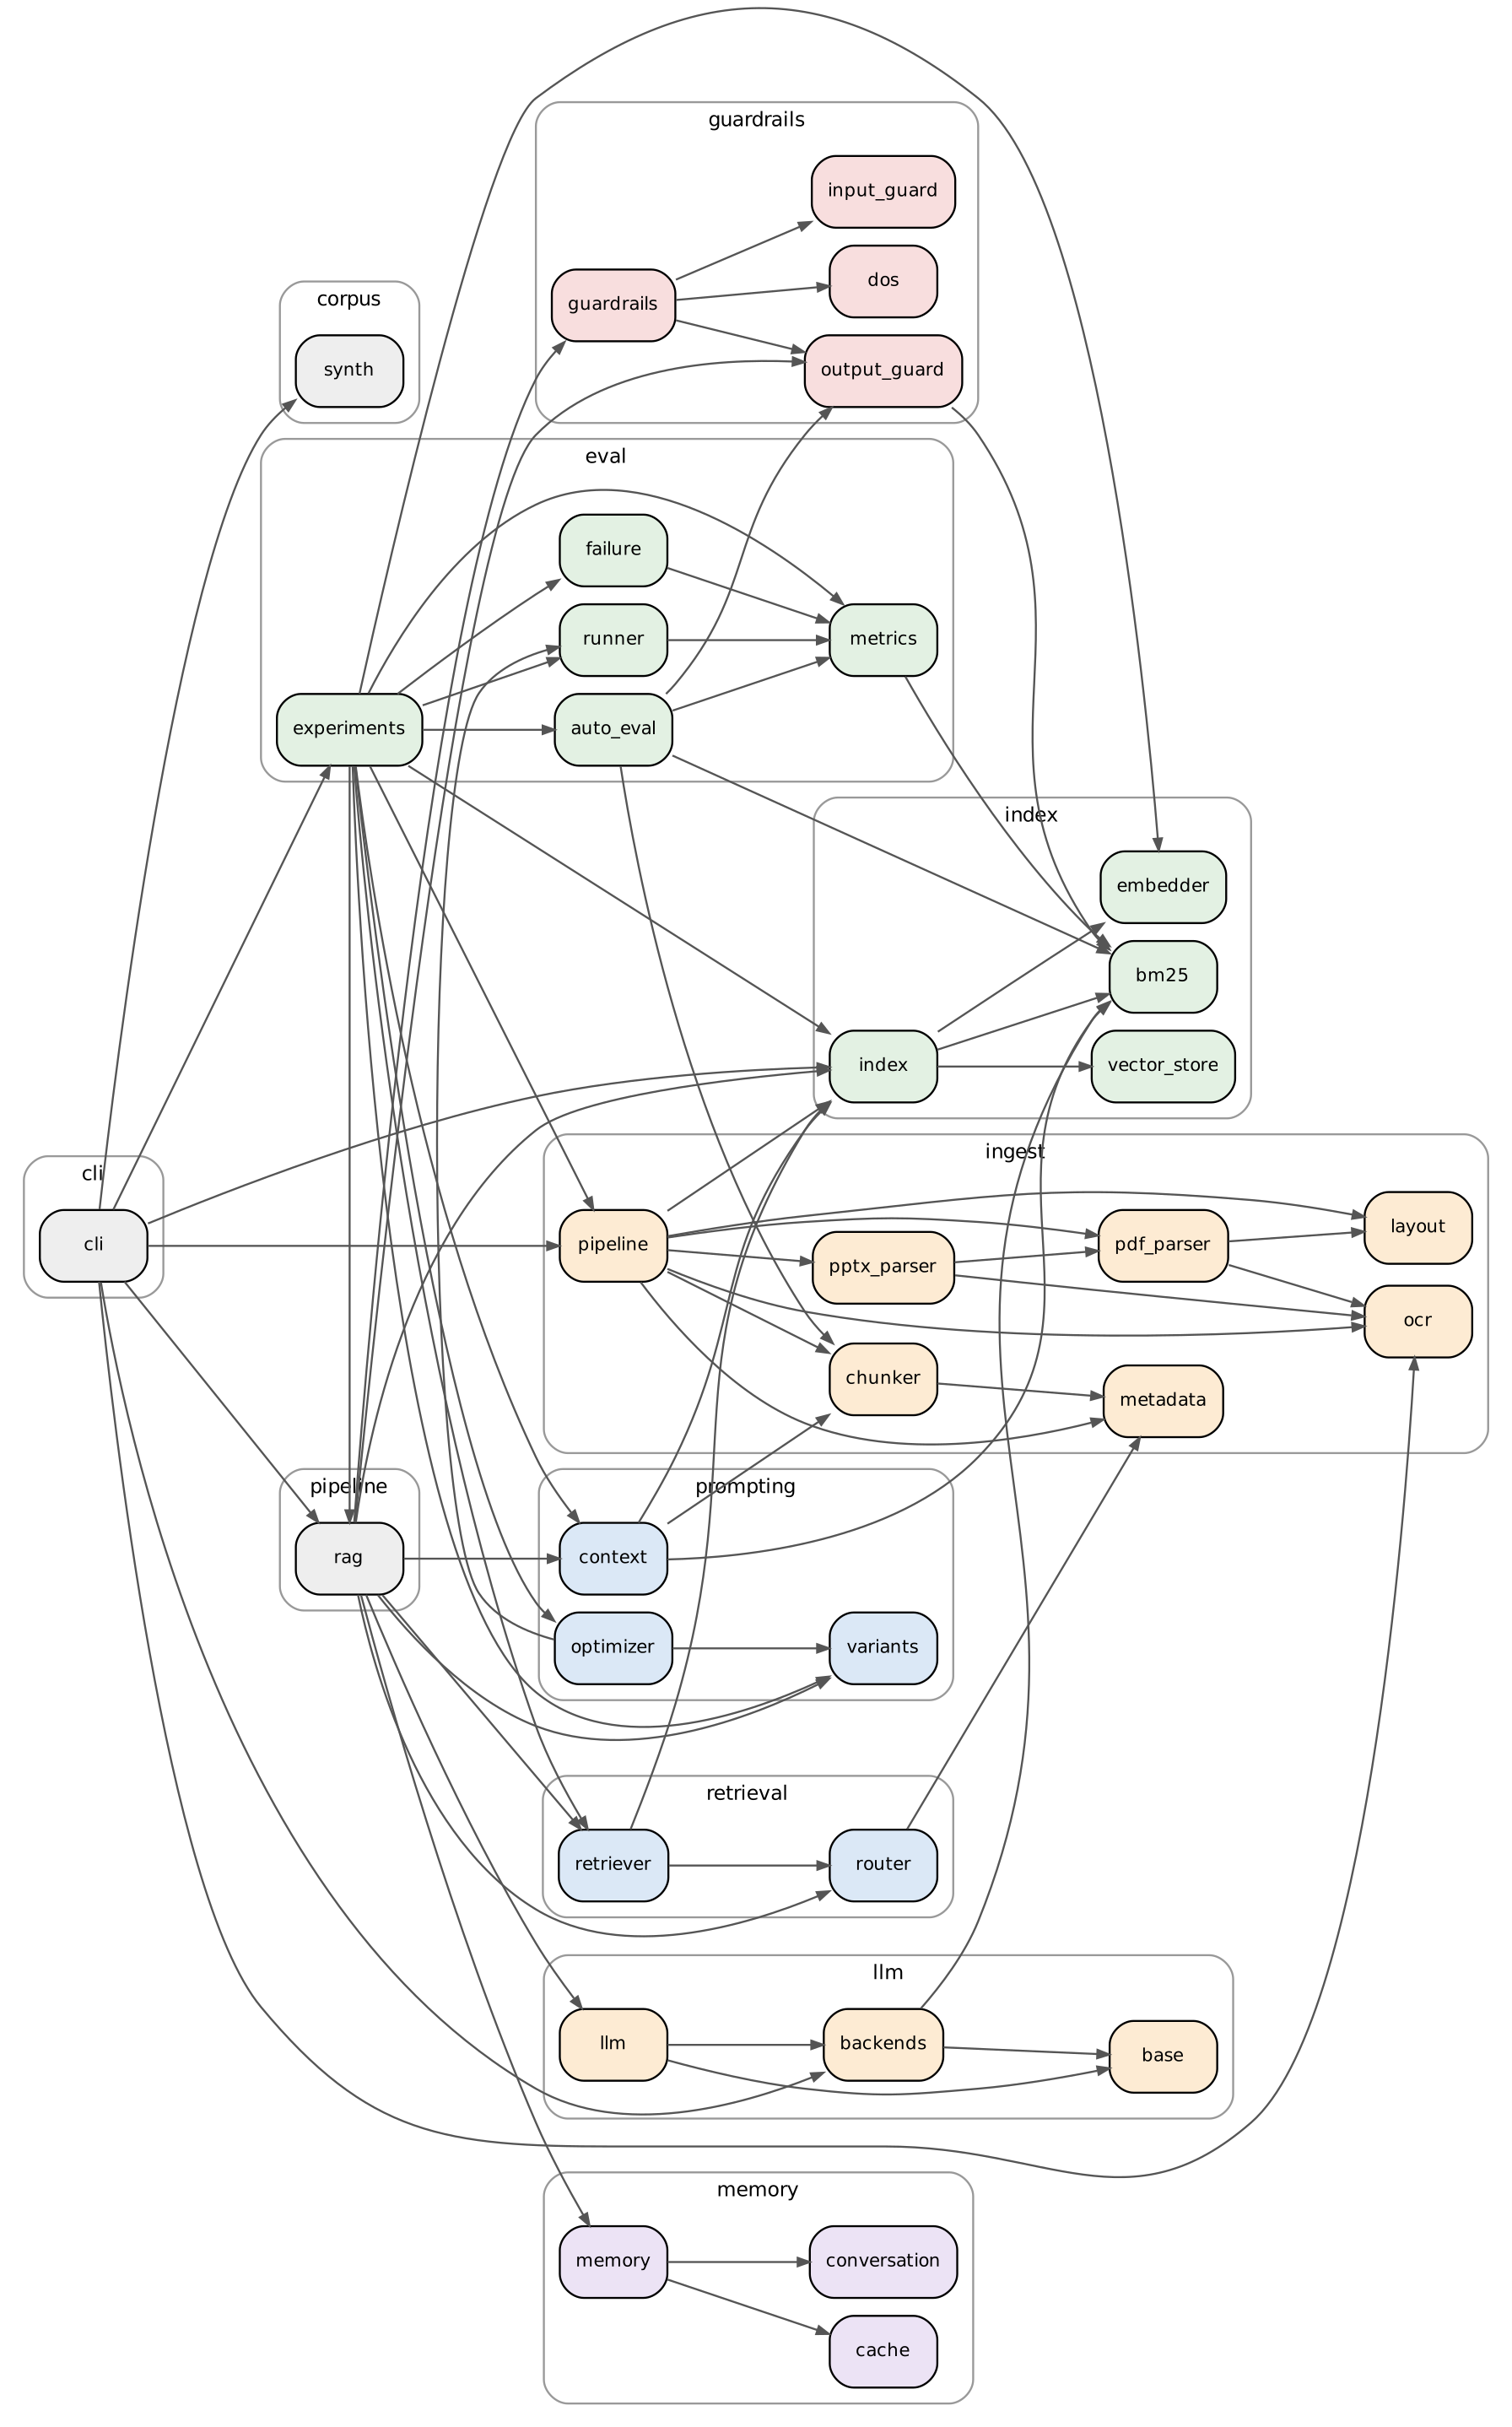 guardrails
input_guard
dos
guardrails
output_guard
corpus
synth
eval
failure
runner
metrics
experiments
auto_eval
index
embedder
bm25
index
vector_store
cli
cli
ingest
layout
pipeline
pdf_parser
pptx_parser
ocr
chunker
metadata
pipeline
rag
prompting
context
optimizer
variants
retrieval
retriever
router
llm
llm
backends
base
memory
memory
conversation
cache